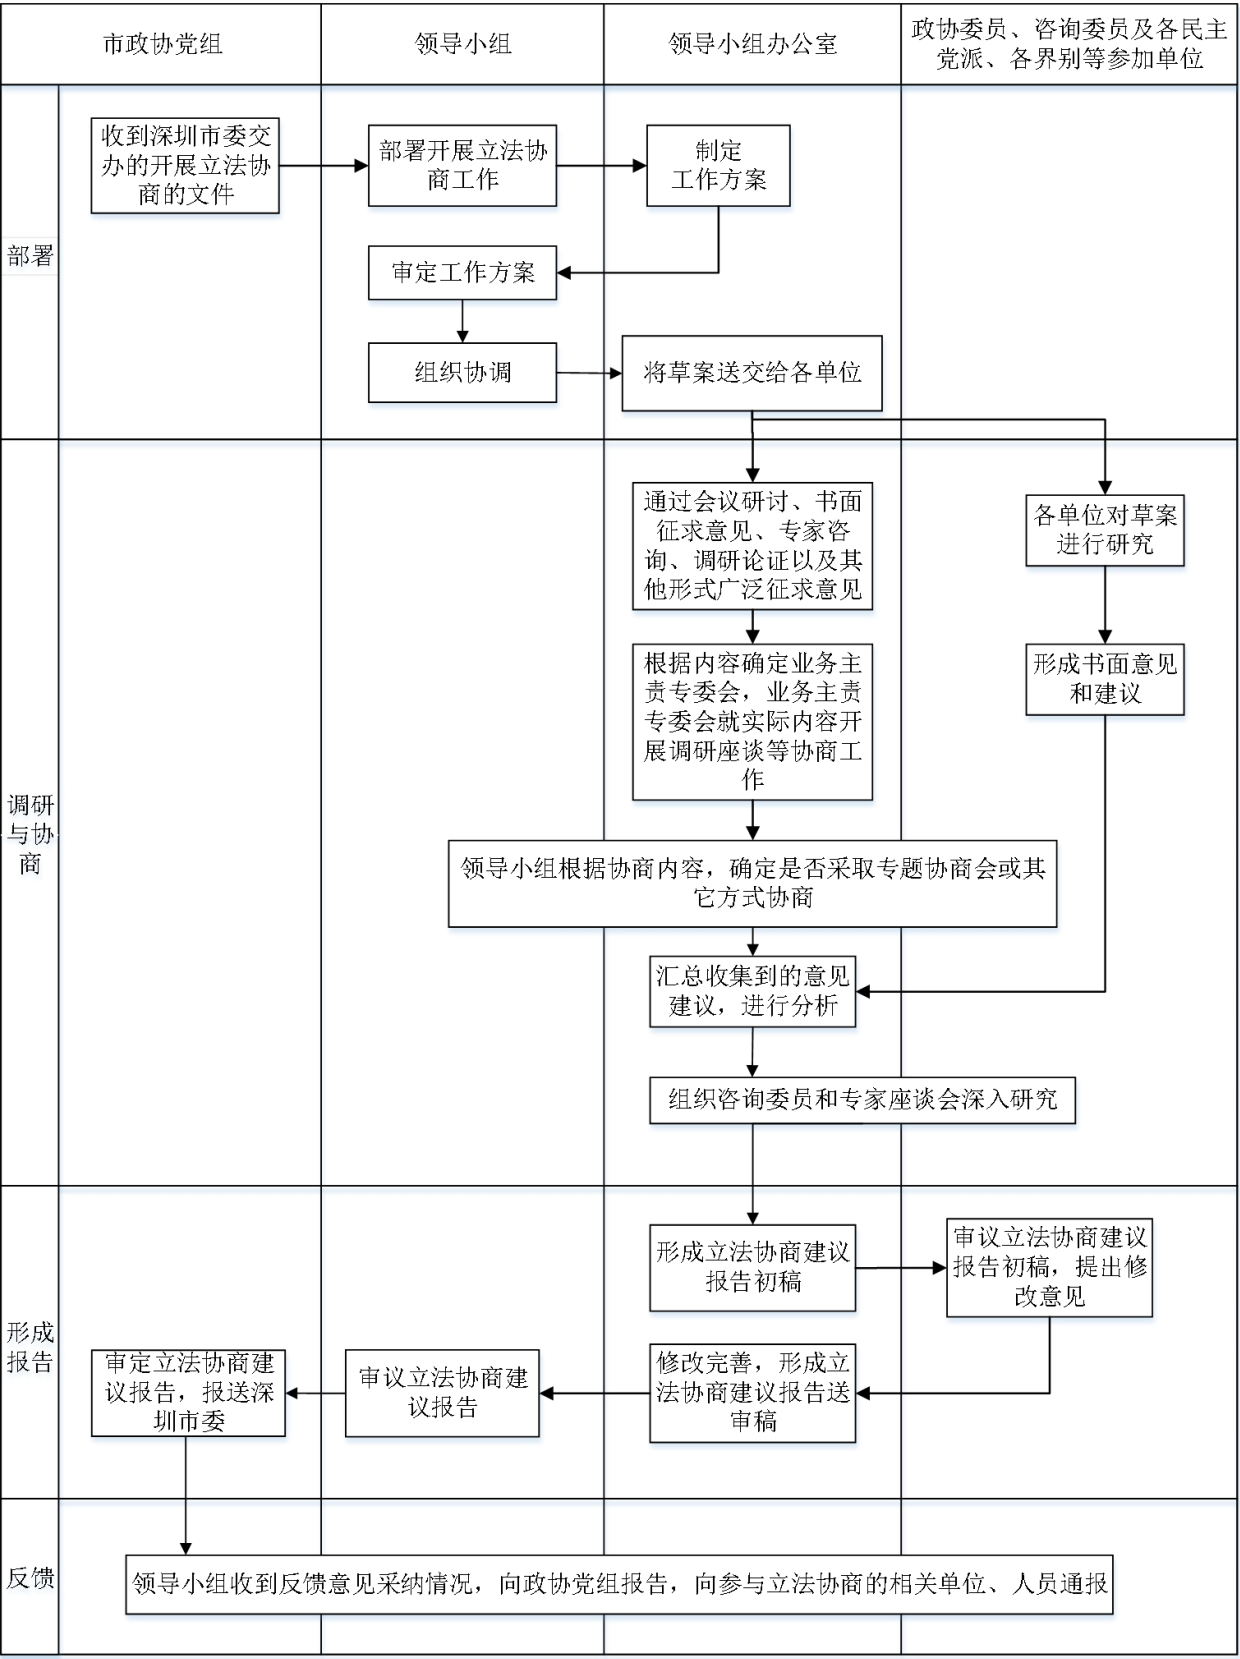 市政协党组
领导小组
领导小组办公室
政协委员、咨询委员及各民主
党派、各界别等参加单位
部署
收到深圳市委交
办的开展立法协
商的文件
部署开展立法协
商工作
制定
工作方案
审定工作方案
组织协调
将草案送交给各单位
调研
与协
商
通过会议研讨、书面
征求意见、专家咨
询、调研论证以及其
他形式广泛征求意见
各单位对草案
进行研究
根据内容确定业务主
责专委会，业务主责
专委会就实际内容开
展调研座谈等协商工
作
形成书面意见
和建议
领导小组根据协商内容，确定是否采取专题协商会或其
它方式协商
汇总收集到的意见
建议，进行分析
组织咨询委员和专家座谈会深入研究
形成
报告
形成立法协商建议
报告初稿
审议立法协商建议
报告初稿，提出修
改意见
审定立法协商建
议报告，报送深
圳市委
审议立法协商建
议报告
修改完善，形成立
法协商建议报告送
审稿
反馈
领导小组收到反馈意见采纳情况，向政协党组报告，向参与立法协商的相关单位、人员通报